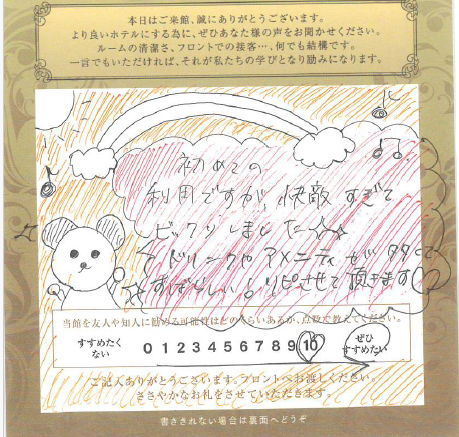 本日はご来館、誠にありがとうございます。
より良いホテルにする為に、ぜひあなた様の声をお聞かせください。
ルームの清潔さ、フロントでの接客…、何でも結構です。
一言でもいただければ、それが私たちの学びとなり励みになります。
初めての
利用ですが、快敵すぎて
ビックリしました☆☆
ドリンクやアメニティが
すばらしい。リピさせて頂きます♡
当館を友人や知人に勧める可能性はどのくらいあるか、点数で教えてください。
すすめたくない 0 1 2 3 4 5 6 7 8 9 10 ぜひすすめたい
ご記入ありがとうございます。フロントへお渡しください。
ささやかなお礼をさせていただきます。
書ききれない場合は裏面へどうぞ